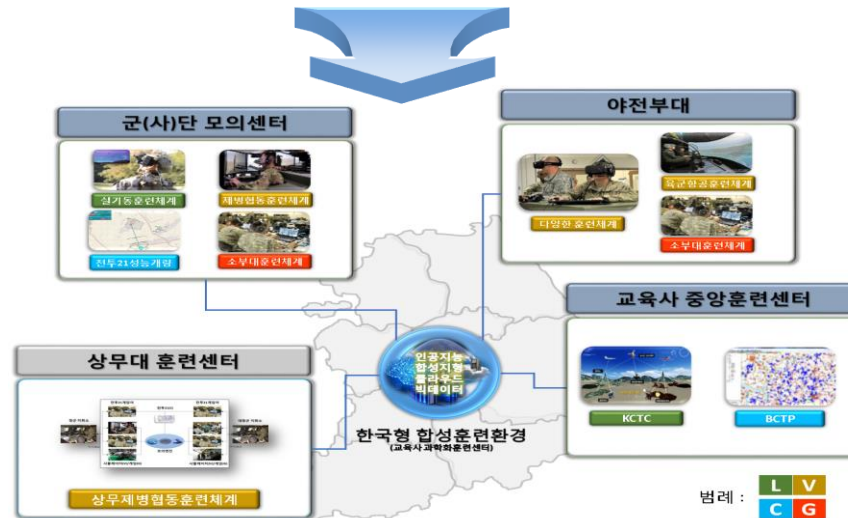 군(사)단 모의센터
실기동훈련체계
제병협동훈련체계
전투21성능개량
소부대훈련체계
야전부대
다양한 훈련체계
육군항공훈련체계
소부대훈련체계
교육사 중앙훈련센터
KCTC
BCTP
상무대 훈련센터
상무제병협동훈련체계
인공지능
합성지형
클라우드
빅데이터
한국형 합성훈련환경
(교육사 과학화훈련센터)
범례 :
L V
C G